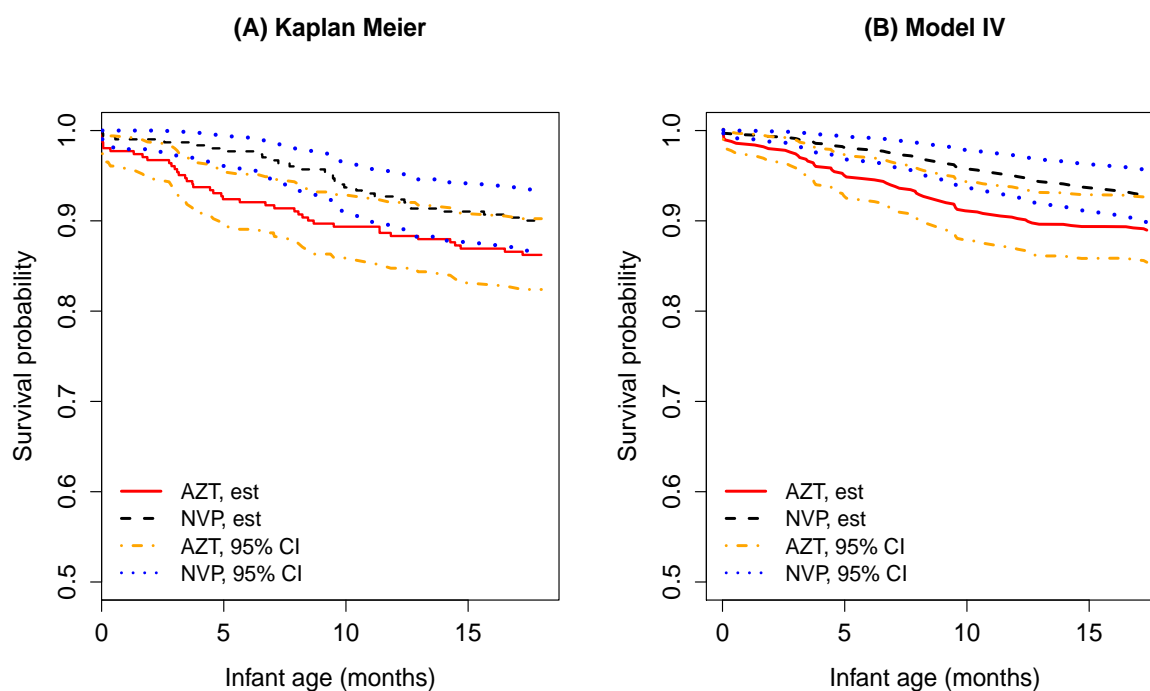 (A) Kaplan Meier
Survival probability
1.0
0.9
0.8
0.7
0.6
0.5
AZT, est
NVP, est
AZT, 95% CI
NVP, 95% CI
0 5 10 15
Infant age (months)
(B) Model IV
Survival probability
1.0
0.9
0.8
0.7
0.6
0.5
AZT, est
NVP, est
AZT, 95% CI
NVP, 95% CI
0 5 10 15
Infant age (months)